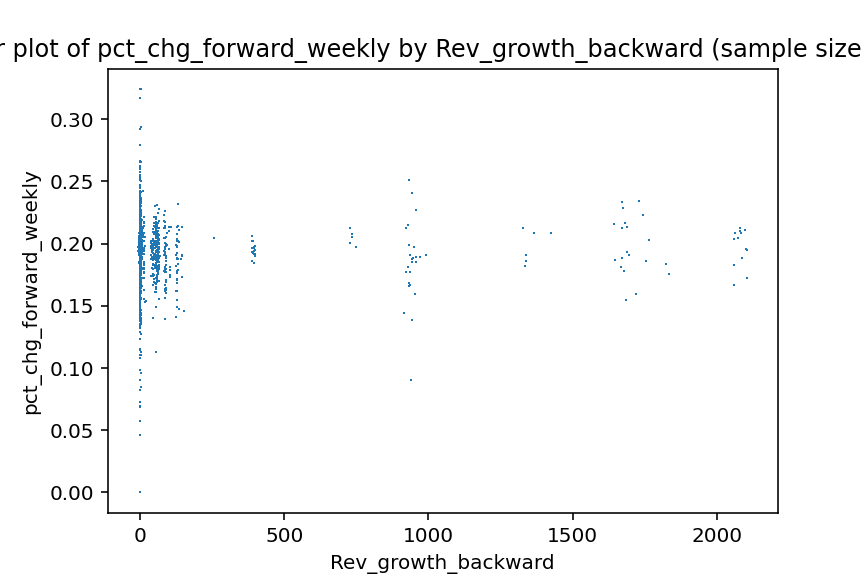 r plot of pct_chg_forward_weekly by Rev_growth_backward (sample size
0.30
0.25
0.20
0.15
0.10
0.05
0.00
pct_chg_forward_weekly
0 500 1000 1500 2000
Rev_growth_backward